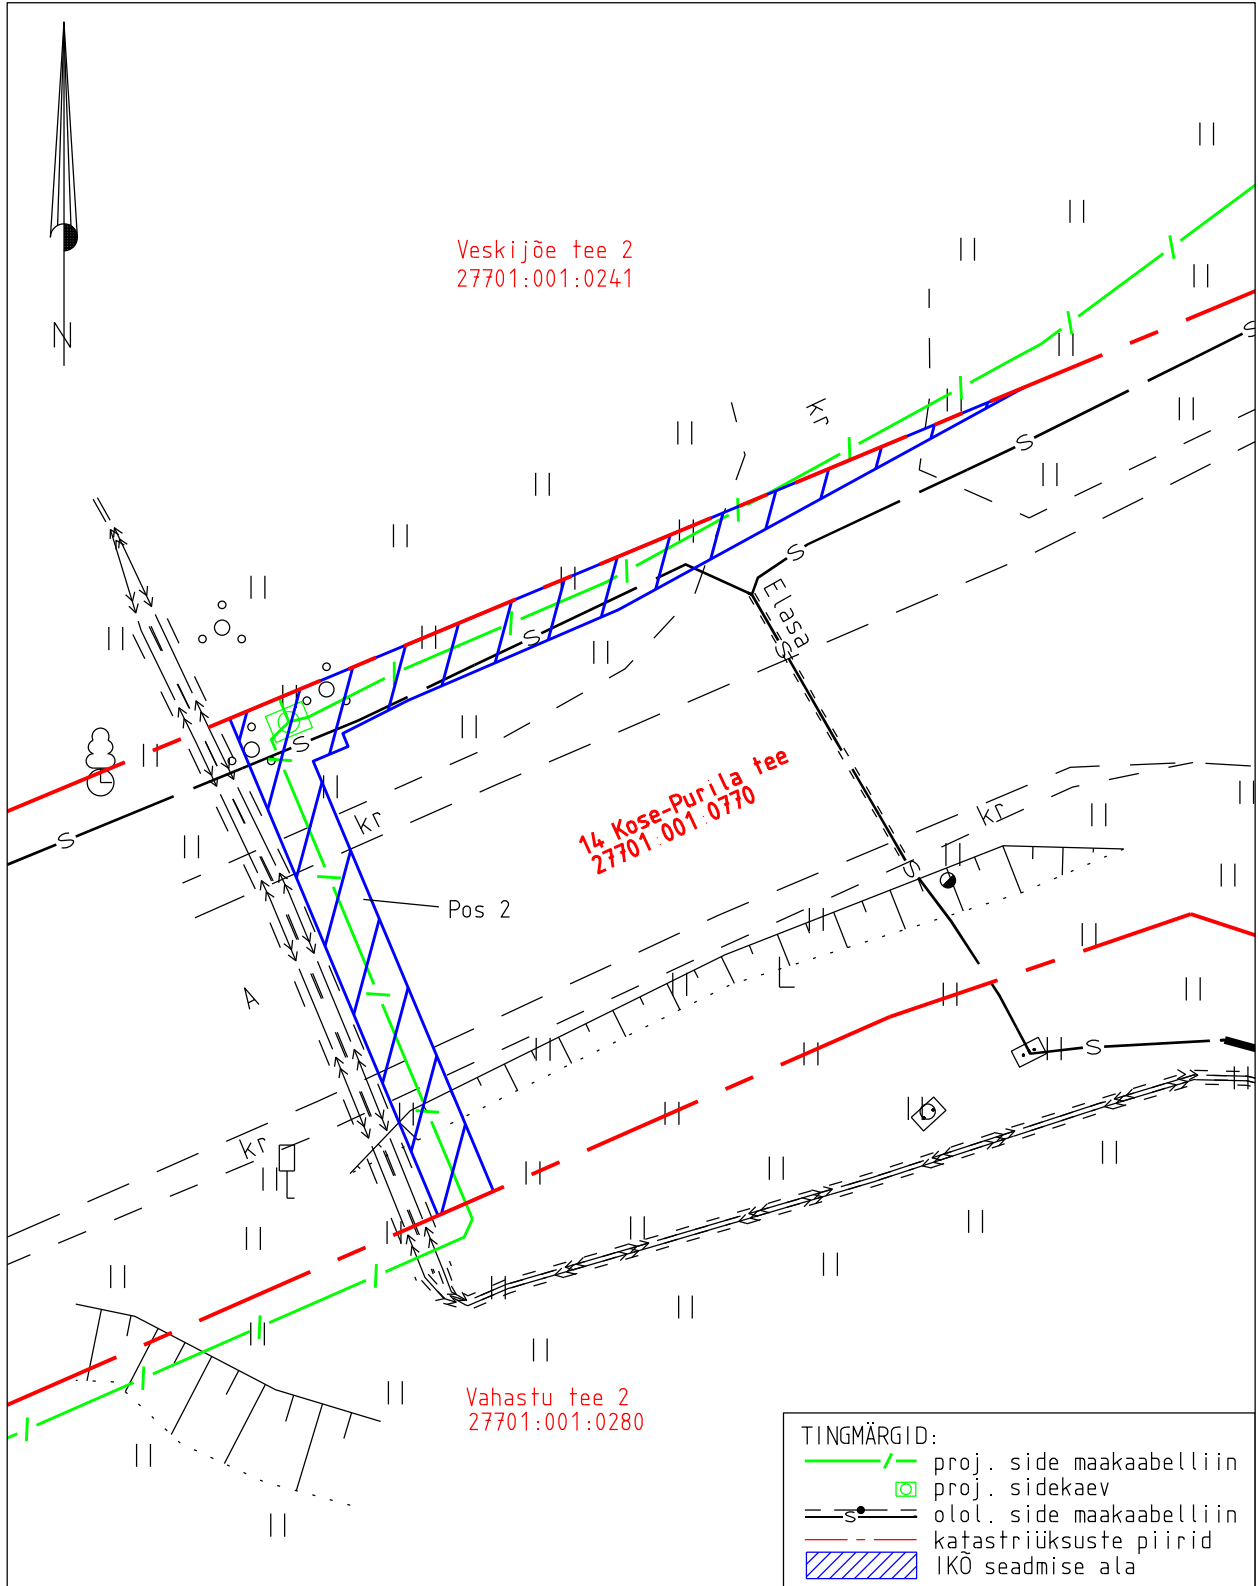 N
Veskijõe tee 2
27701:001:0241
kr
S
S
S
Elasa
S
S
S
S
14 Kose-Purila tee
27701:001:0770
kr
kr
S
Pos 2
A
S
kr
Vahastu tee 2
27701:001:0280
TINGMÄRGID:
proj. side maakaabelliin
proj. sidekaev
S
olol. side maakaabelliin
katastriüksuste piirid
IKÕ seadmise ala